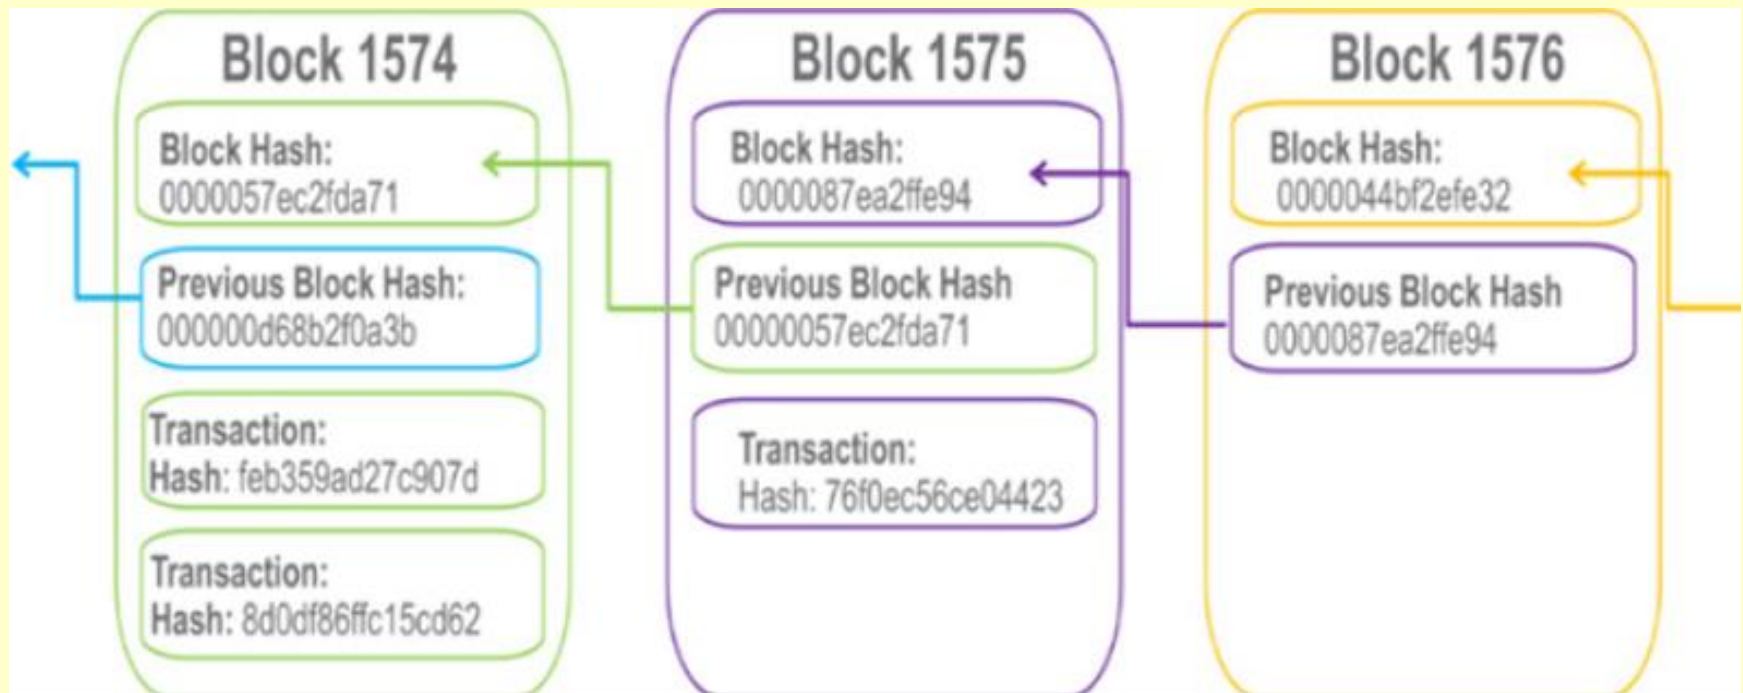 Block 1574
Block Hash:
0000057ec2fda71
Previous Block Hash:
000000d68b2f0a3b
Transaction:
Hash: feb359ad27c907d
Transaction:
Hash: 8d0df86ffc15cd62
Block 1575
Block Hash:
0000087ea2ffe94
Previous Block Hash
00000057ec2fda71
Transaction:
Hash: 76f0ec56ce04423
Block 1576
Block Hash:
0000044bf2efe32
Previous Block Hash
0000087ea2ffe94